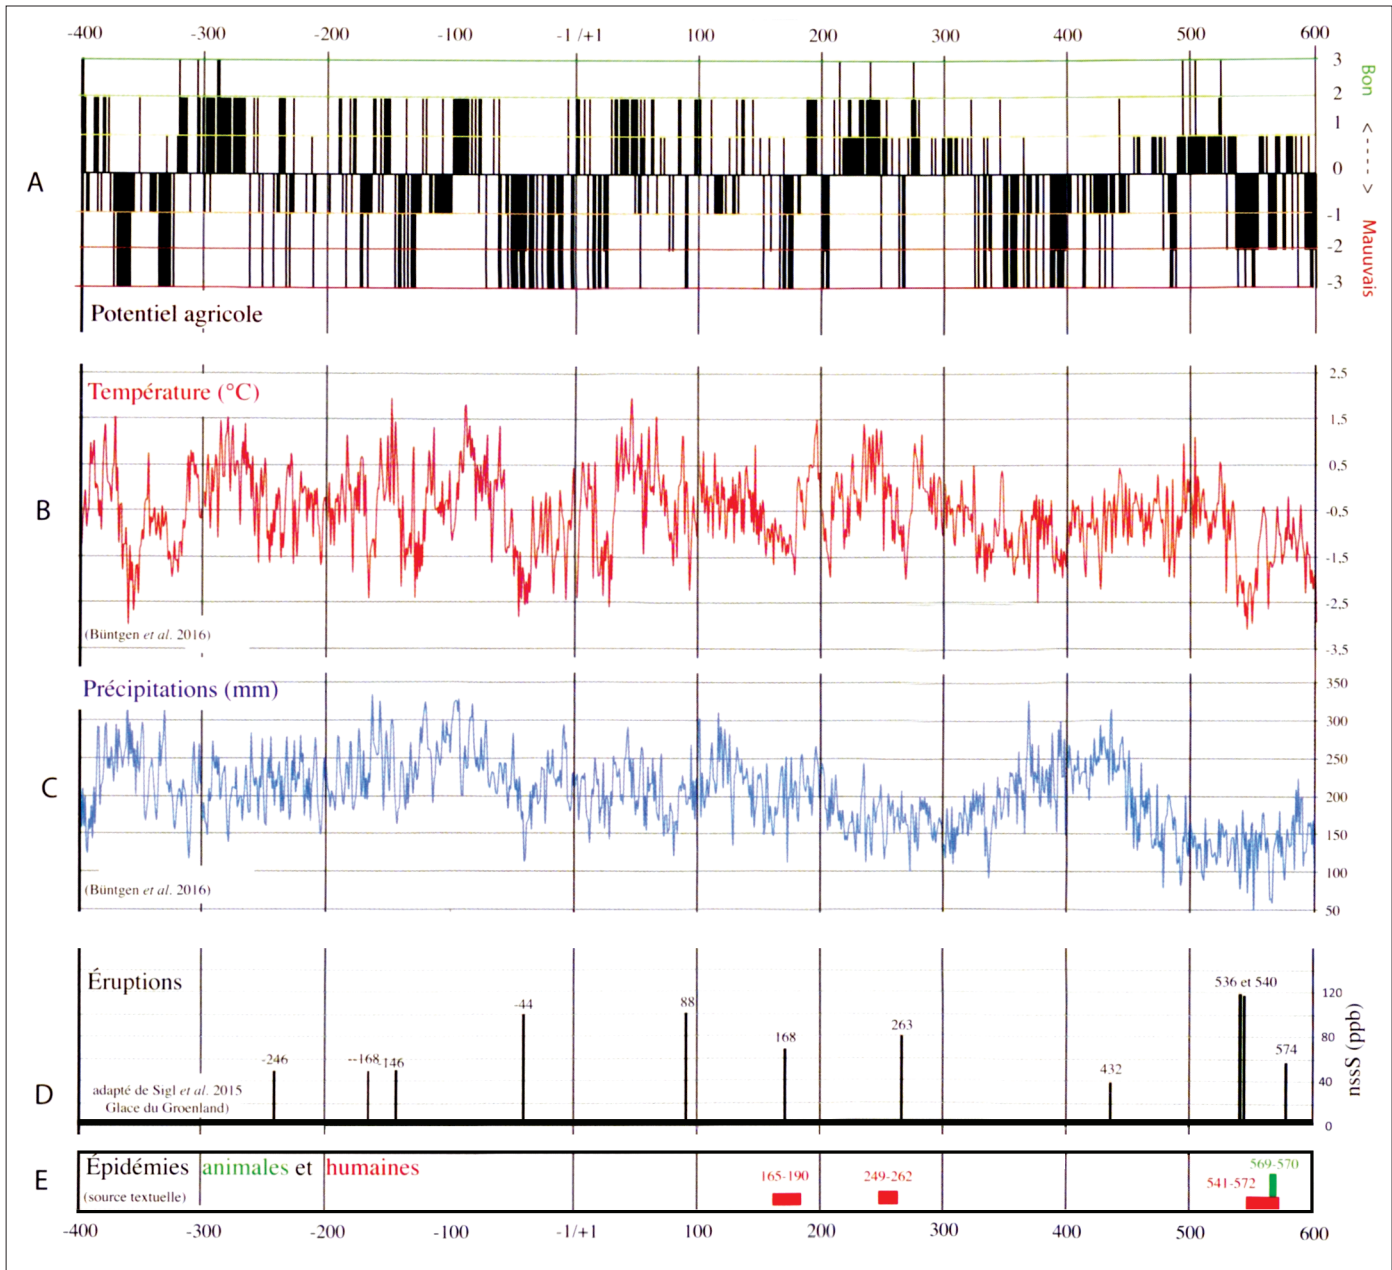 -400 -300 -200 -100 -1 /+1 100 200 300 400 500 600
3
2
1
0
-1
-2
-3
Bon <----> Mauuvais
A
Potentiel agricole
Température (°C)
2.5
1.5
0,5
-0.5
-1.5
-2.5
-3.5
B
(Büntgen et al. 2016)
Précipitations (mm)
350
300
250
200
150
100
50
C
(Büntgen et al. 2016)
Éruptions
536 et 540
-44
88
263
168
-246
--168
-146
432
574
120
80
40
0
nssS (ppb)
D
adapté de Sigl et al. 2015
Glace du Groenland)
E
Épidémies animales et humaines
(source textuelle)
165-190
249-262
541-572
569-570
-400 -300 -200 -100 -1/+1 100 200 300 400 500 600